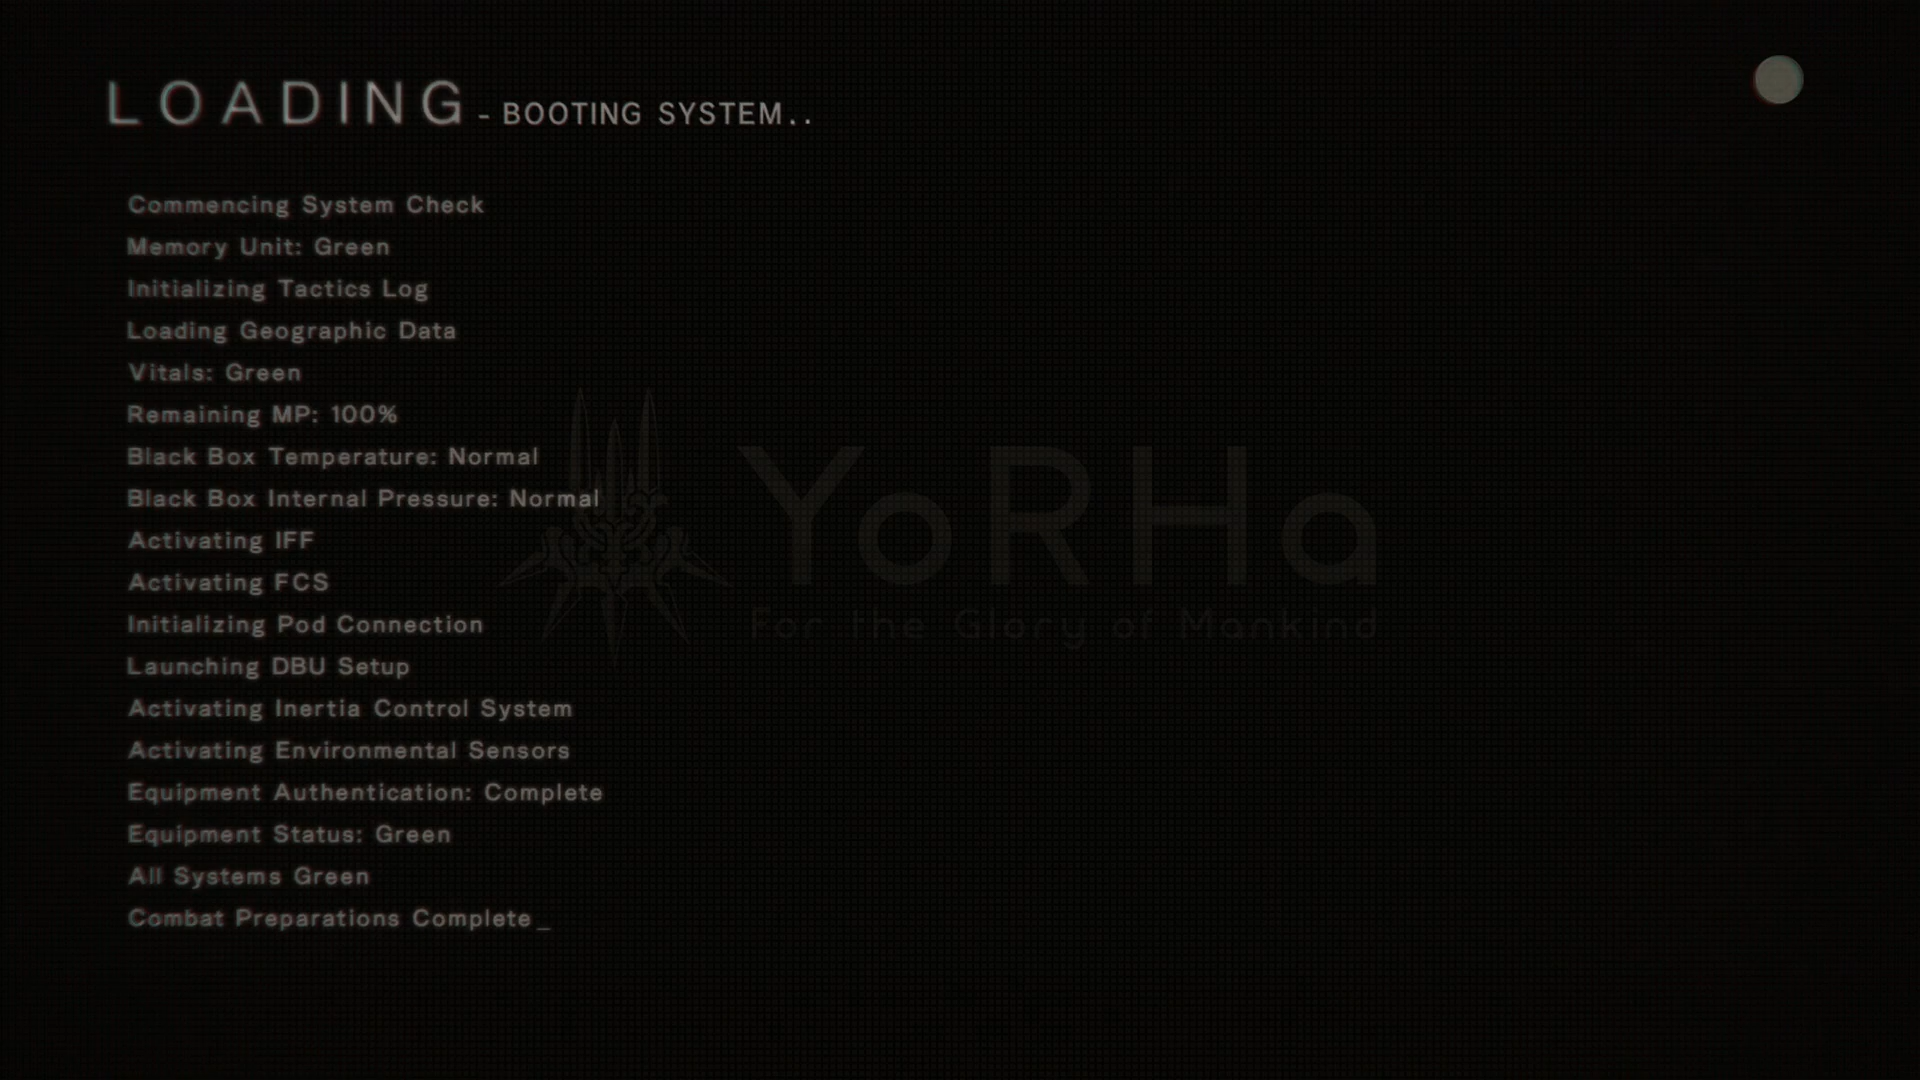 LOADING - BOOTING SYSTEM..
Commencing System Check
Memory Unit: Green
Initializing Tactics Log
Loading Geographic Data
Vitals: Green
Remaining MP: 100%
Black Box Temperature: Normal
Black Box Internal Pressure: Normal
Activating IFF
Activating FCS
Initializing Pod Connection
Launching DBU Setup
Activating Inertia Control System
Activating Environmental Sensors
Equipment Authentication: Complete
Equipment Status: Green
All Systems Green
Combat Preparations Complete _
YoRHa
For the Glory of Mankind